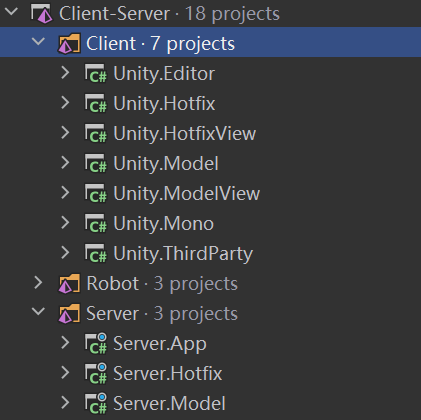 Client-Server · 18 projects
Client · 7 projects
C# Unity.Editor
C# Unity.Hotfix
C# Unity.HotfixView
C# Unity.Model
C# Unity.ModelView
C# Unity.Mono
C# Unity.ThirdParty
Robot · 3 projects
Server · 3 projects
C# Server.App
C# Server.Hotfix
C# Server.Model